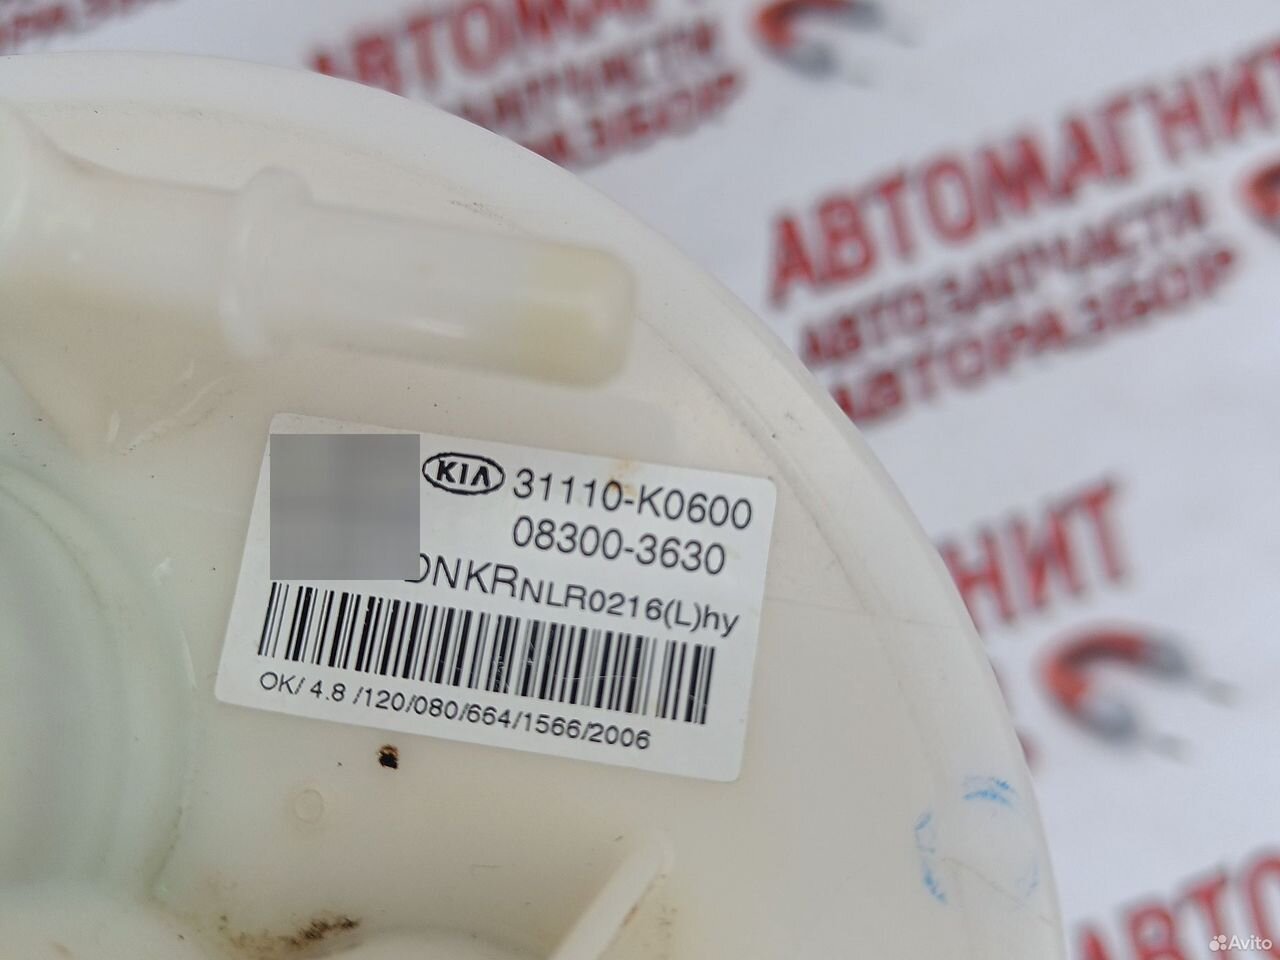 АВТОМАГНИТ
АВТОЗАПЧАСТИ
АВТОРАЗБОР
KIA 31110-K0600
08300-3630
DNKRNLR0216(L)hy
OK/ 4.8 /120/080/664/1566/2006
Avito